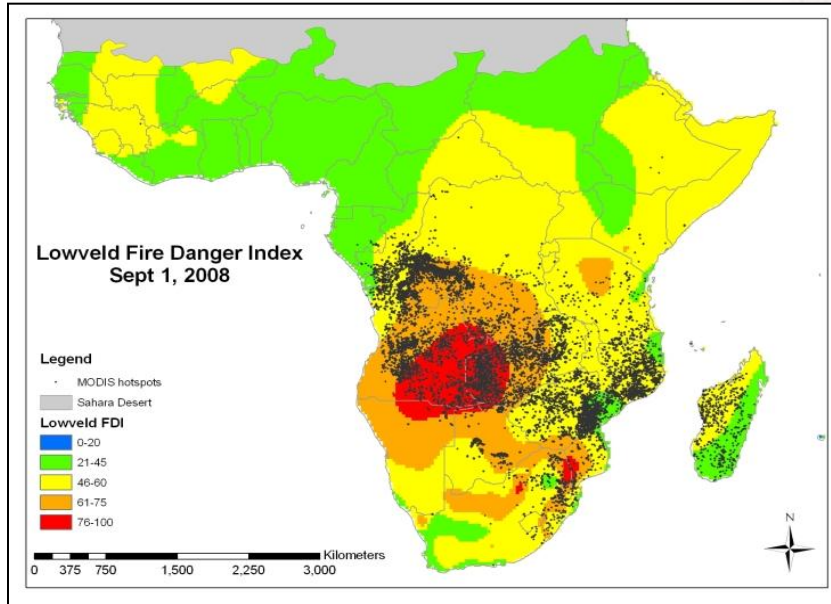 Lowveld Fire Danger Index
Sept 1, 2008
Legend
MODIS hotspots
Sahara Desert
Lowveld FDI
0-20
21-45
46-60
61-75
76-100
Kilometers
0 375 750 1,500 2,250 3,000
N